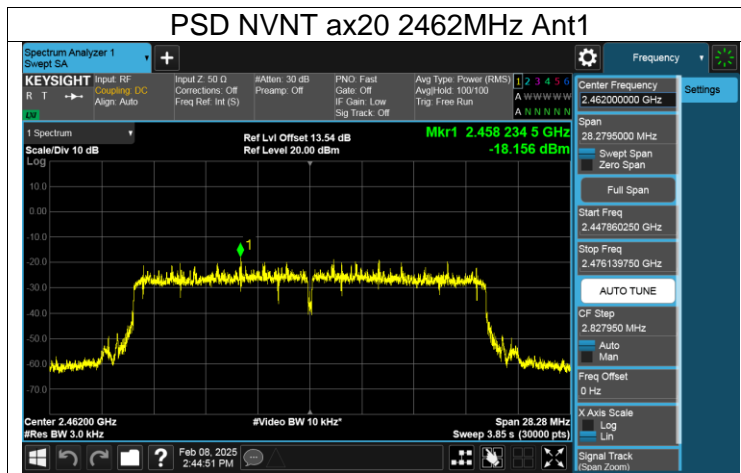 PSD NVNT ax20 2462MHz Ant1
Spectrum Analyzer 1
Swept SA
+
Frequency
KEYSIGHT
R T
LXI
Input: RF
Coupling: DC
Align: Auto
Input Z: 50 Ω
Corrections: Off
Freq Ref: Int (S)
#Atten: 30 dB
Preamp: Off
PNO: Fast
Gate: Off
IF Gain: Low
Sig Track: Off
Avg Type: Power (RMS)
Avg|Hold: 100/100
Trig: Free Run
1 2 3 4 5 6
A W W W W W
A N N N N N
1 Spectrum
Scale/Div 10 dB
Ref Lvl Offset 13.54 dB
Ref Level 20.00 dBm
Mkr1 2.458 234 5 GHz
-18.156 dBm
Log
10.0
0.00
-10.0
-20.0
-30.0
-40.0
-50.0
-60.0
-70.0
1
Center 2.46200 GHz
#Res BW 3.0 kHz
#Video BW 10 kHz*
Span 28.28 MHz
Sweep 3.85 s (30000 pts)
Center Frequency
2.462000000 GHz
Settings
Span
28.2795000 MHz
Swept Span
Zero Span
Full Span
Start Freq
2.447860250 GHz
Stop Freq
2.476139750 GHz
AUTO TUNE
CF Step
2.827950 MHz
Auto
Man
Freq Offset
0 Hz
X Axis Scale
Log
Lin
Signal Track
(Span Zoom)
?
Feb 08, 2025
2:44:51 PM